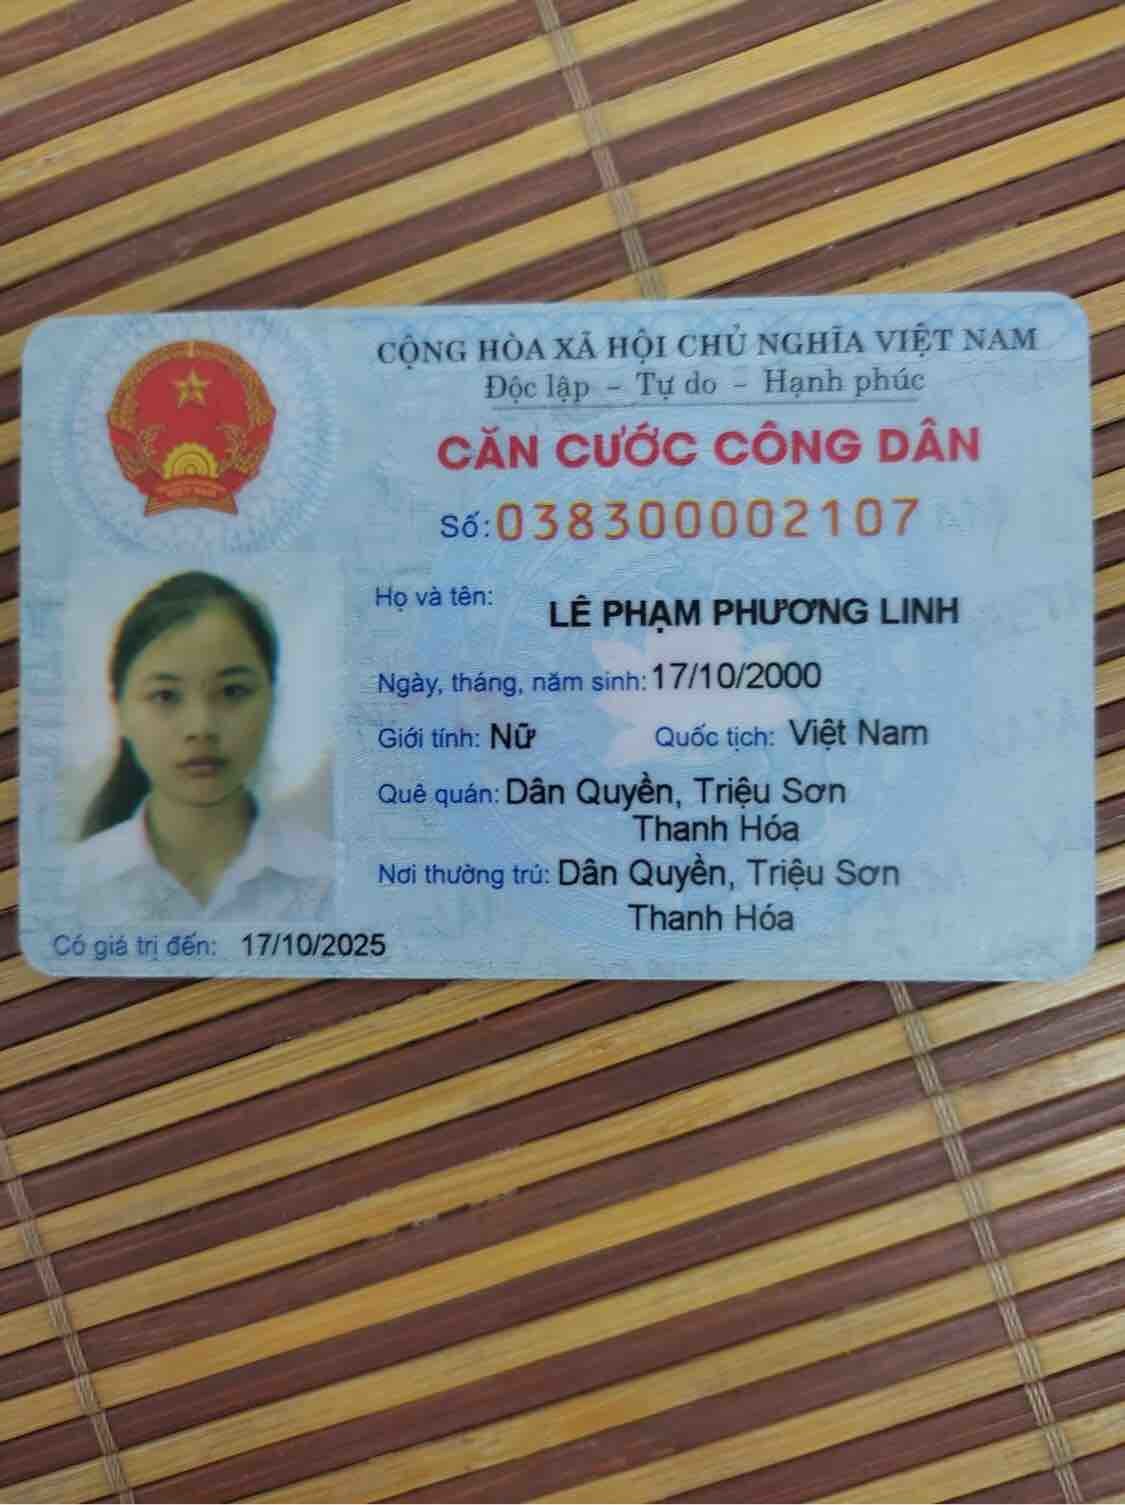 CỘNG HÒA XÃ HỘI CHỦ NGHĨA VIỆT NAM
Độc lập – Tự do – Hạnh phúc
CĂN CƯỚC CÔNG DÂN
Số: 038300002107
Họ và tên: LÊ PHẠM PHƯƠNG LINH
Ngày, tháng, năm sinh: 17/10/2000
Giới tính: Nữ Quốc tịch: Việt Nam
Quê quán: Dân Quyền, Triệu Sơn
Thanh Hóa
Nơi thường trú: Dân Quyền, Triệu Sơn
Thanh Hóa
Có giá trị đến: 17/10/2025